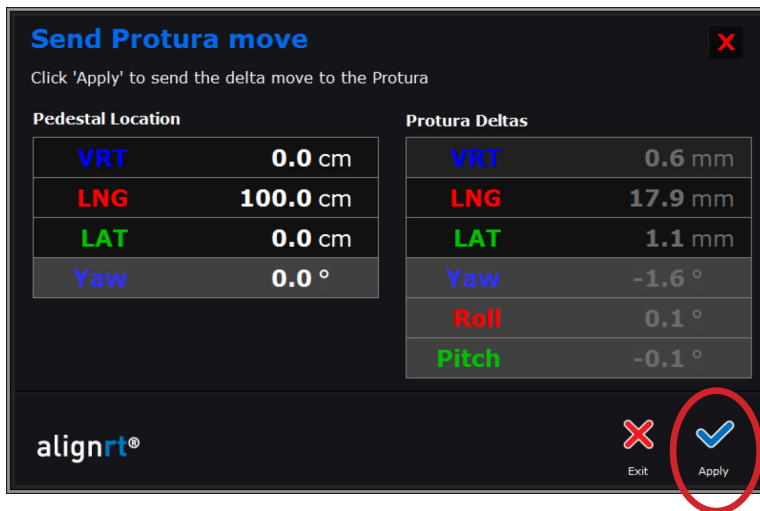 Send Protura move
X
Click 'Apply' to send the delta move to the Protura
Pedestal Location
VRT 0.0 cm
LNG 100.0 cm
LAT 0.0 cm
Yaw 0.0 °
Protura Deltas
VRT 0.6 mm
LNG 17.9 mm
LAT 1.1 mm
Yaw -1.6 °
Roll 0.1 °
Pitch -0.1 °
alignrt®
Exit
Apply